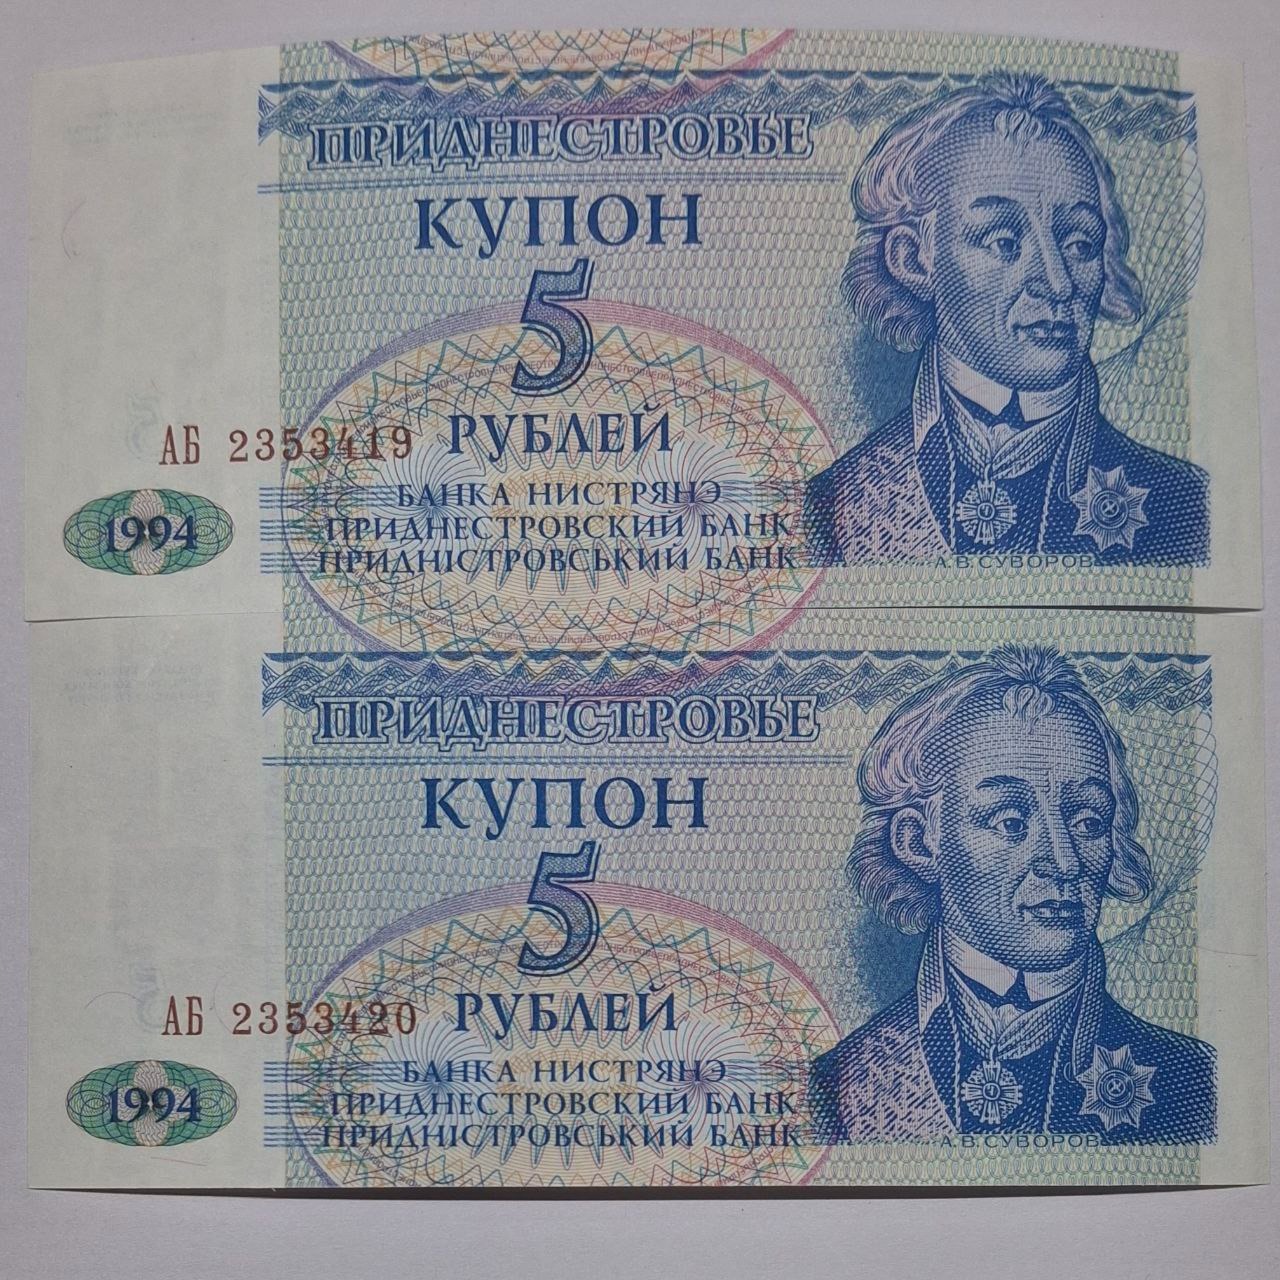 ПРИДНЕСТРОВЬЕ
КУПОН
5
РУБЛЕЙ
АБ 2353419
БАНКА НИСТРЯНЭ
1994
ПРИДНЕСТРОВСКИЙ БАНК
ПРИДНІСТРОВСЬКИЙ БАНК
А.В.СУВОРОВ
ПРИДНЕСТРОВЬЕ
КУПОН
5
РУБЛЕЙ
АБ 2353420
БАНКА НИСТРЯНЭ
1994
ПРИДНЕСТРОВСКИЙ БАНК
ПРИДНІСТРОВСЬКИЙ БАНК
А.В.СУВОРОВ